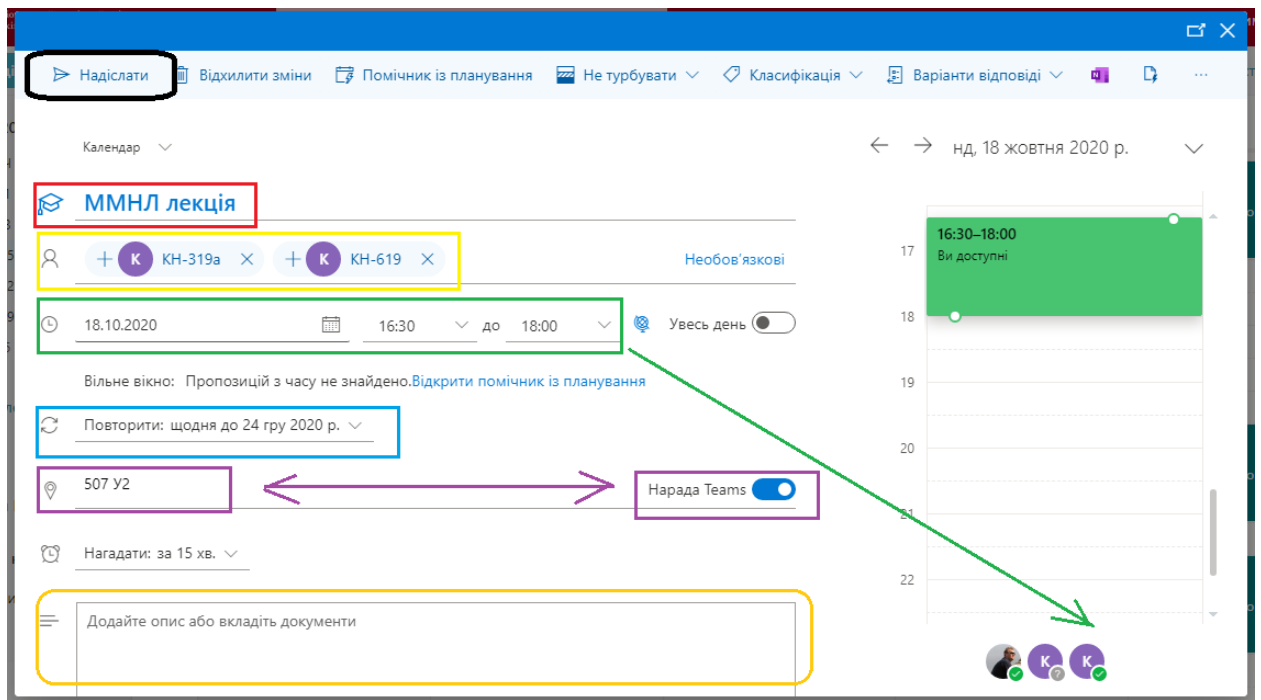 Надіслати Відхилити зміни Помічник із планування Не турбувати Класифікація Варіанти відповіді ...
Календар
нд, 18 жовтня 2020 р.
ММНЛ лекція
К КН-319а К КН-619 Необов'язкові
16:30–18:00
Ви доступні
17
18.10.2020 16:30 до 18:00 Увесь день
18
Вільне вікно: Пропозицій з часу не знайдено.Відкрити помічник із планування
19
Повторити: щодня до 24 гру 2020 р.
20
507 У2 Нарада Teams
21
Нагадати: за 15 хв.
22
Додайте опис або вкладіть документи
К К